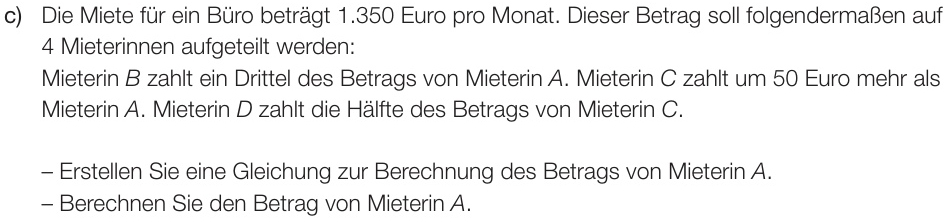 c) Die Miete für ein Büro beträgt 1.350 Euro pro Monat. Dieser Betrag soll folgendermaßen auf
4 Mieterinnen aufgeteilt werden:
Mieterin B zahlt ein Drittel des Betrags von Mieterin A. Mieterin C zahlt um 50 Euro mehr als
Mieterin A. Mieterin D zahlt die Hälfte des Betrags von Mieterin C.
– Erstellen Sie eine Gleichung zur Berechnung des Betrags von Mieterin A.
– Berechnen Sie den Betrag von Mieterin A.